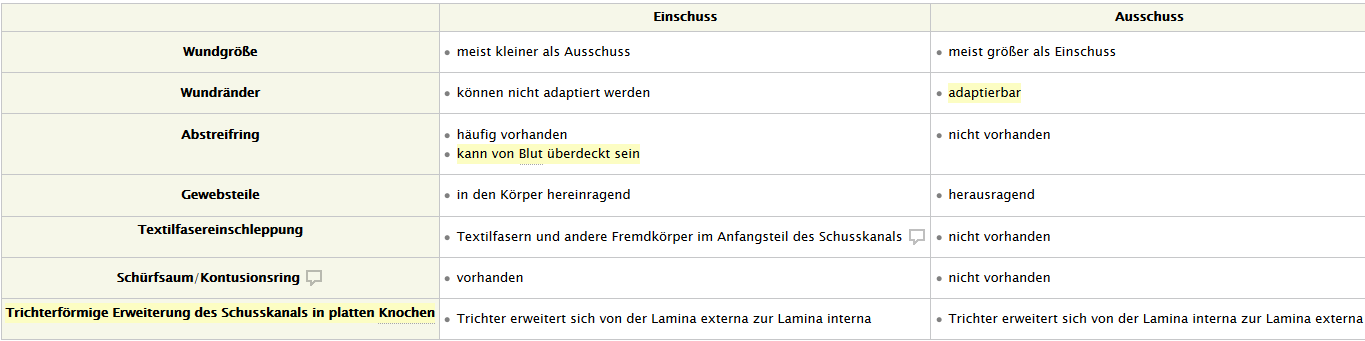 Einschuss Ausschuss
Wundgröße • meist kleiner als Ausschuss • meist größer als Einschuss
Wundränder • können nicht adaptiert werden • adaptierbar
Abstreifring • häufig vorhanden • nicht vorhanden
• kann von Blut überdeckt sein
Gewebsteile • in den Körper hereinragend • herausragend
Textilfasereinschleppung • Textilfasern und andere Fremdkörper im Anfangsteil des Schusskanals • nicht vorhanden
Schürfsaum/Kontusionsring • vorhanden • nicht vorhanden
Trichterförmige Erweiterung des Schusskanals in platten Knochen • Trichter erweitert sich von der Lamina externa zur Lamina interna • Trichter erweitert sich von der Lamina interna zur Lamina externa